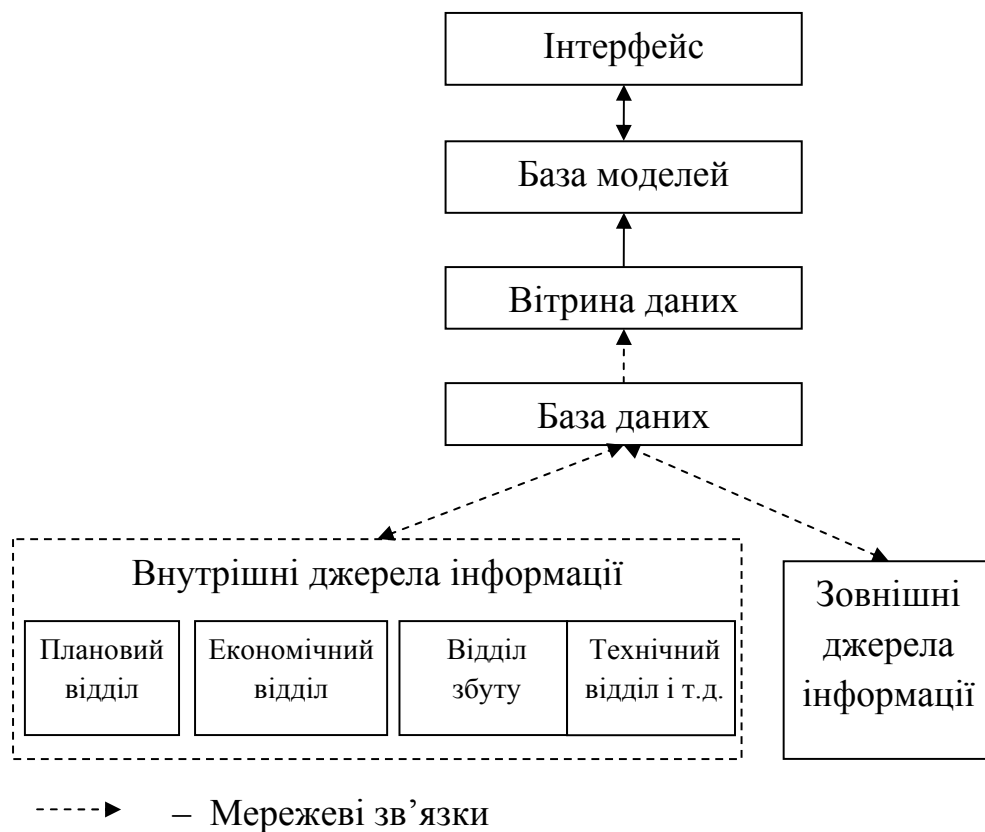 Інтерфейс
База моделей
Вітрина даних
База даних
Внутрішні джерела інформації
Плановий
відділ
Економічний
відділ
Відділ
збуту
Технічний
відділ і т.д.
Зовнішні
джерела
інформації
– Мережеві зв’язки